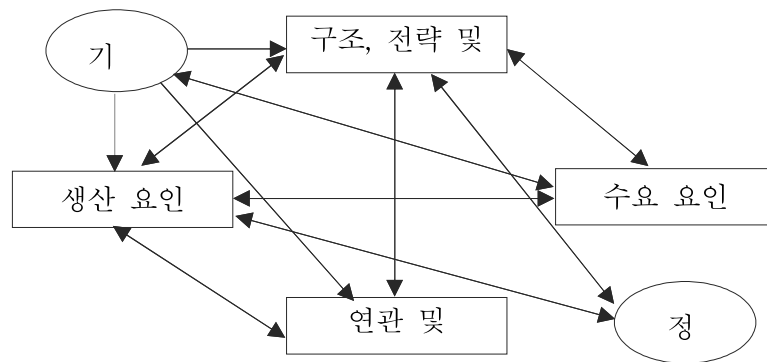 기
구조, 전략 및
생산 요인
수요 요인
연관 및
정